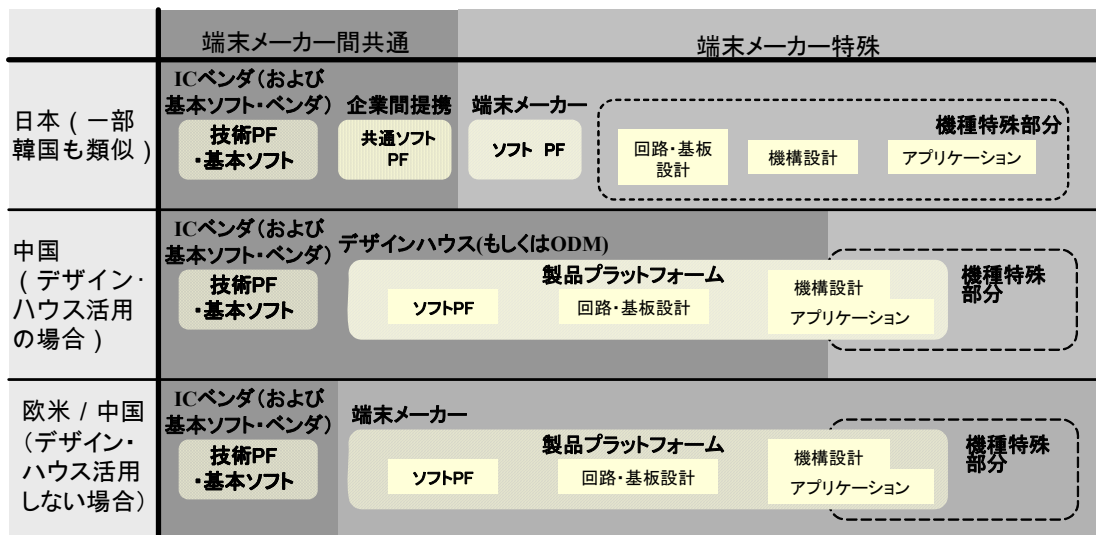 端末メーカー間共通
端末メーカー特殊
日本（一部
韓国も類似）
ICベンダ（および
基本ソフト・ベンダ）
技術PF
・基本ソフト
企業間提携
共通ソフト
PF
端末メーカー
ソフト PF
機種特殊部分
回路・基板
設計
機構設計
アプリケーション
中国
（デザイン・
ハウス活用
の場合）
ICベンダ（および
基本ソフト・ベンダ）
技術PF
・基本ソフト
デザインハウス(もしくはODM)
製品プラットフォーム
ソフトPF
回路・基板設計
機構設計
アプリケーション
機種特殊
部分
欧米／中国
（デザイン・
ハウス活用
しない場合）
ICベンダ（および
基本ソフト・ベンダ）
技術PF
・基本ソフト
端末メーカー
製品プラットフォーム
ソフトPF
回路・基板設計
機構設計
アプリケーション
機種特殊
部分